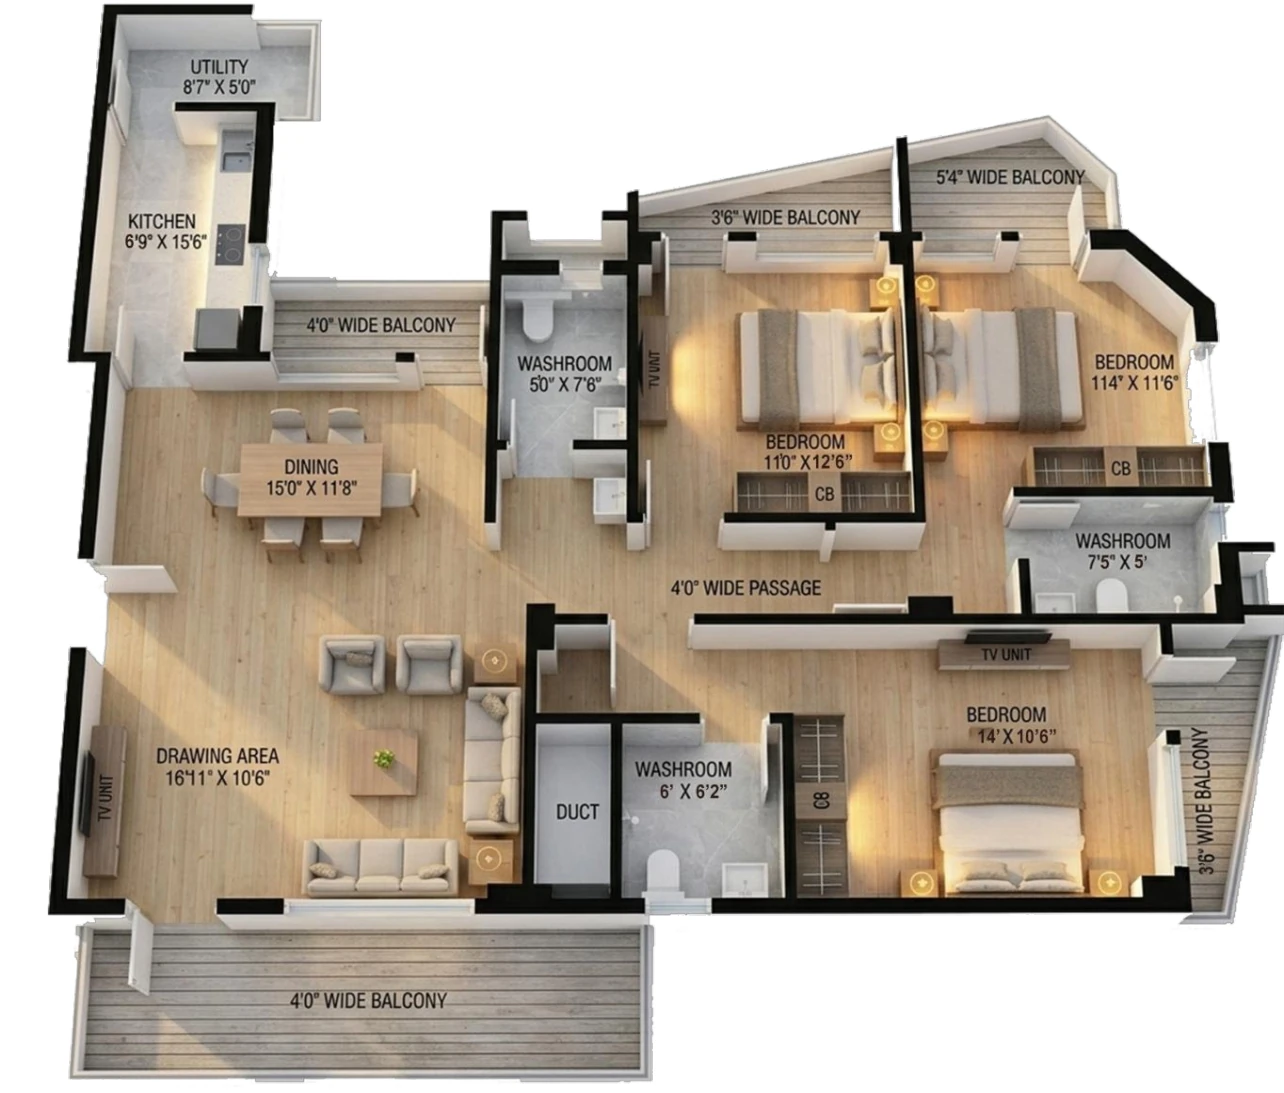 UTILITY
8'7" X 5'0"
KITCHEN
6'9" X 15'6"
4'0" WIDE BALCONY
3'6" WIDE BALCONY
5'4" WIDE BALCONY
WASHROOM
5'0" X 7'6"
TV UNIT
BEDROOM
11'0" X 12'6"
CB
BEDROOM
114" X 11'6"
CB
DINING
15'0" X 11'8"
WASHROOM
7'5" X 5'
4'0" WIDE PASSAGE
TV UNIT
BEDROOM
14' X 10'6"
CB
3'6" WIDE BALCONY
DRAWING AREA
16'11" X 10'6"
TV UNIT
DUCT
WASHROOM
6' X 6'2"
4'0" WIDE BALCONY